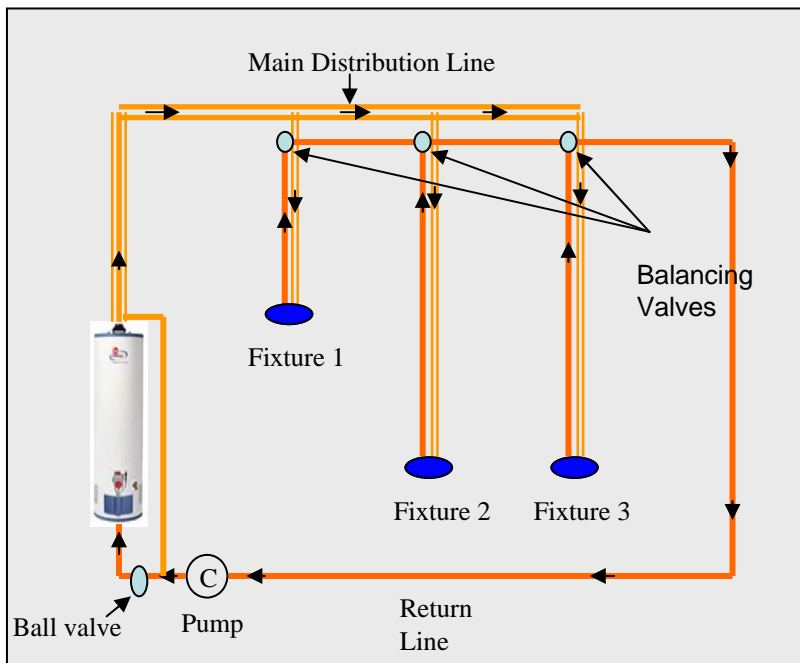 Main Distribution Line
Balancing
Valves
Fixture 1
Fixture 2
Fixture 3
C
Ball valve
Pump
Return
Line